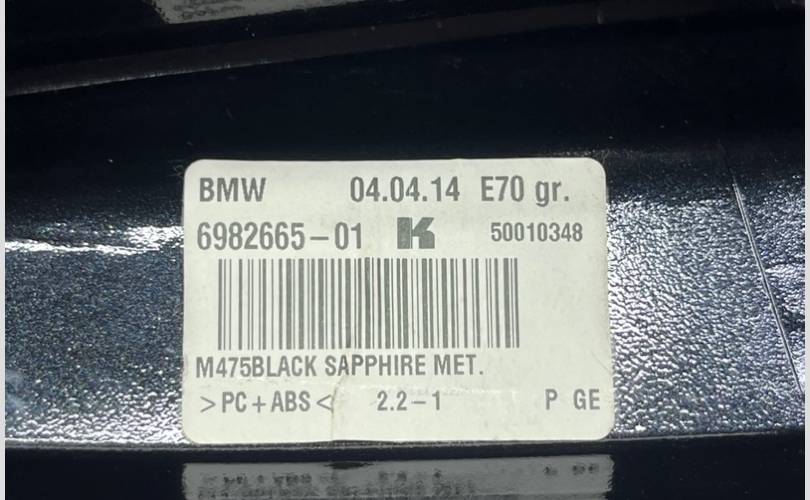 BMW 04.04.14 E70 gr.
6982665-01 K 50010348
M475BLACK SAPPHIRE MET.
>PC+ABS< 2.2-1 P GE